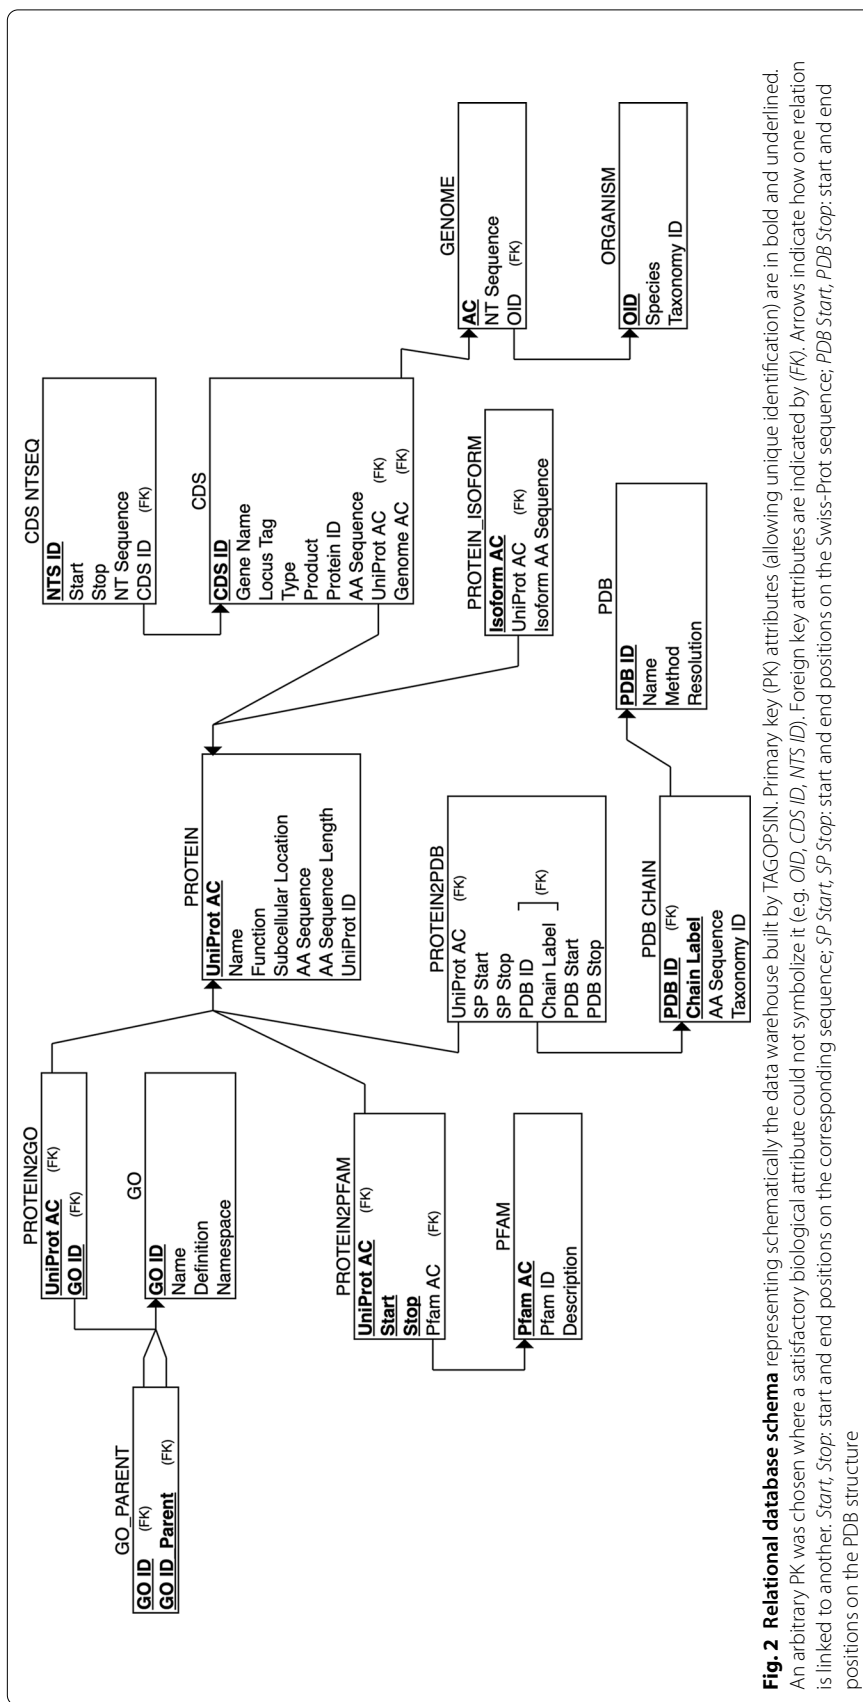 GO_PARENT
GO ID (FK)
GO ID Parent (FK)
PROTEIN2GO
UniProt AC (FK)
GO ID (FK)
GO
GO ID
Name
Definition
Namespace
PROTEIN2PFAM
UniProt AC (FK)
Start
Stop
Pfam AC (FK)
PFAM
Pfam AC
Pfam ID
Description
PROTEIN
UniProt AC
Name
Function
Subcellular Location
AA Sequence
AA Sequence Length
UniProt ID
PROTEIN2PDB
UniProt AC (FK)
SP Start
SP Stop
PDB ID
(FK)
Chain Label
PDB Start
PDB Stop
PDB CHAIN
PDB ID (FK)
Chain Label
AA Sequence
Taxonomy ID
CDS NTSEQ
NTS ID
Start
Stop
NT Sequence
CDS ID (FK)
CDS
CDS ID
Gene Name
Locus Tag
Type
Product
Protein ID
AA Sequence
UniProt AC (FK)
Genome AC (FK)
PROTEIN_ISOFORM
Isoform AC
UniProt AC (FK)
Isoform AA Sequence
PDB
PDB ID
Name
Method
Resolution
GENOME
AC
NT Sequence
OID (FK)
ORGANISM
OID
Species
Taxonomy ID
Fig. 2 Relational database schema representing schematically the data warehouse built by TAGOPSIN. Primary key (PK) attributes (allowing unique identification) are in bold and underlined.
An arbitrary PK was chosen where a satisfactory biological attribute could not symbolize it (e.g. OID, CDS ID, NTS ID). Foreign key attributes are indicated by (FK). Arrows indicate how one relation
is linked to another. Start, Stop: start and end positions on the corresponding sequence; SP Start, SP Stop: start and end positions on the Swiss-Prot sequence; PDB Start, PDB Stop: start and end
positions on the PDB structure